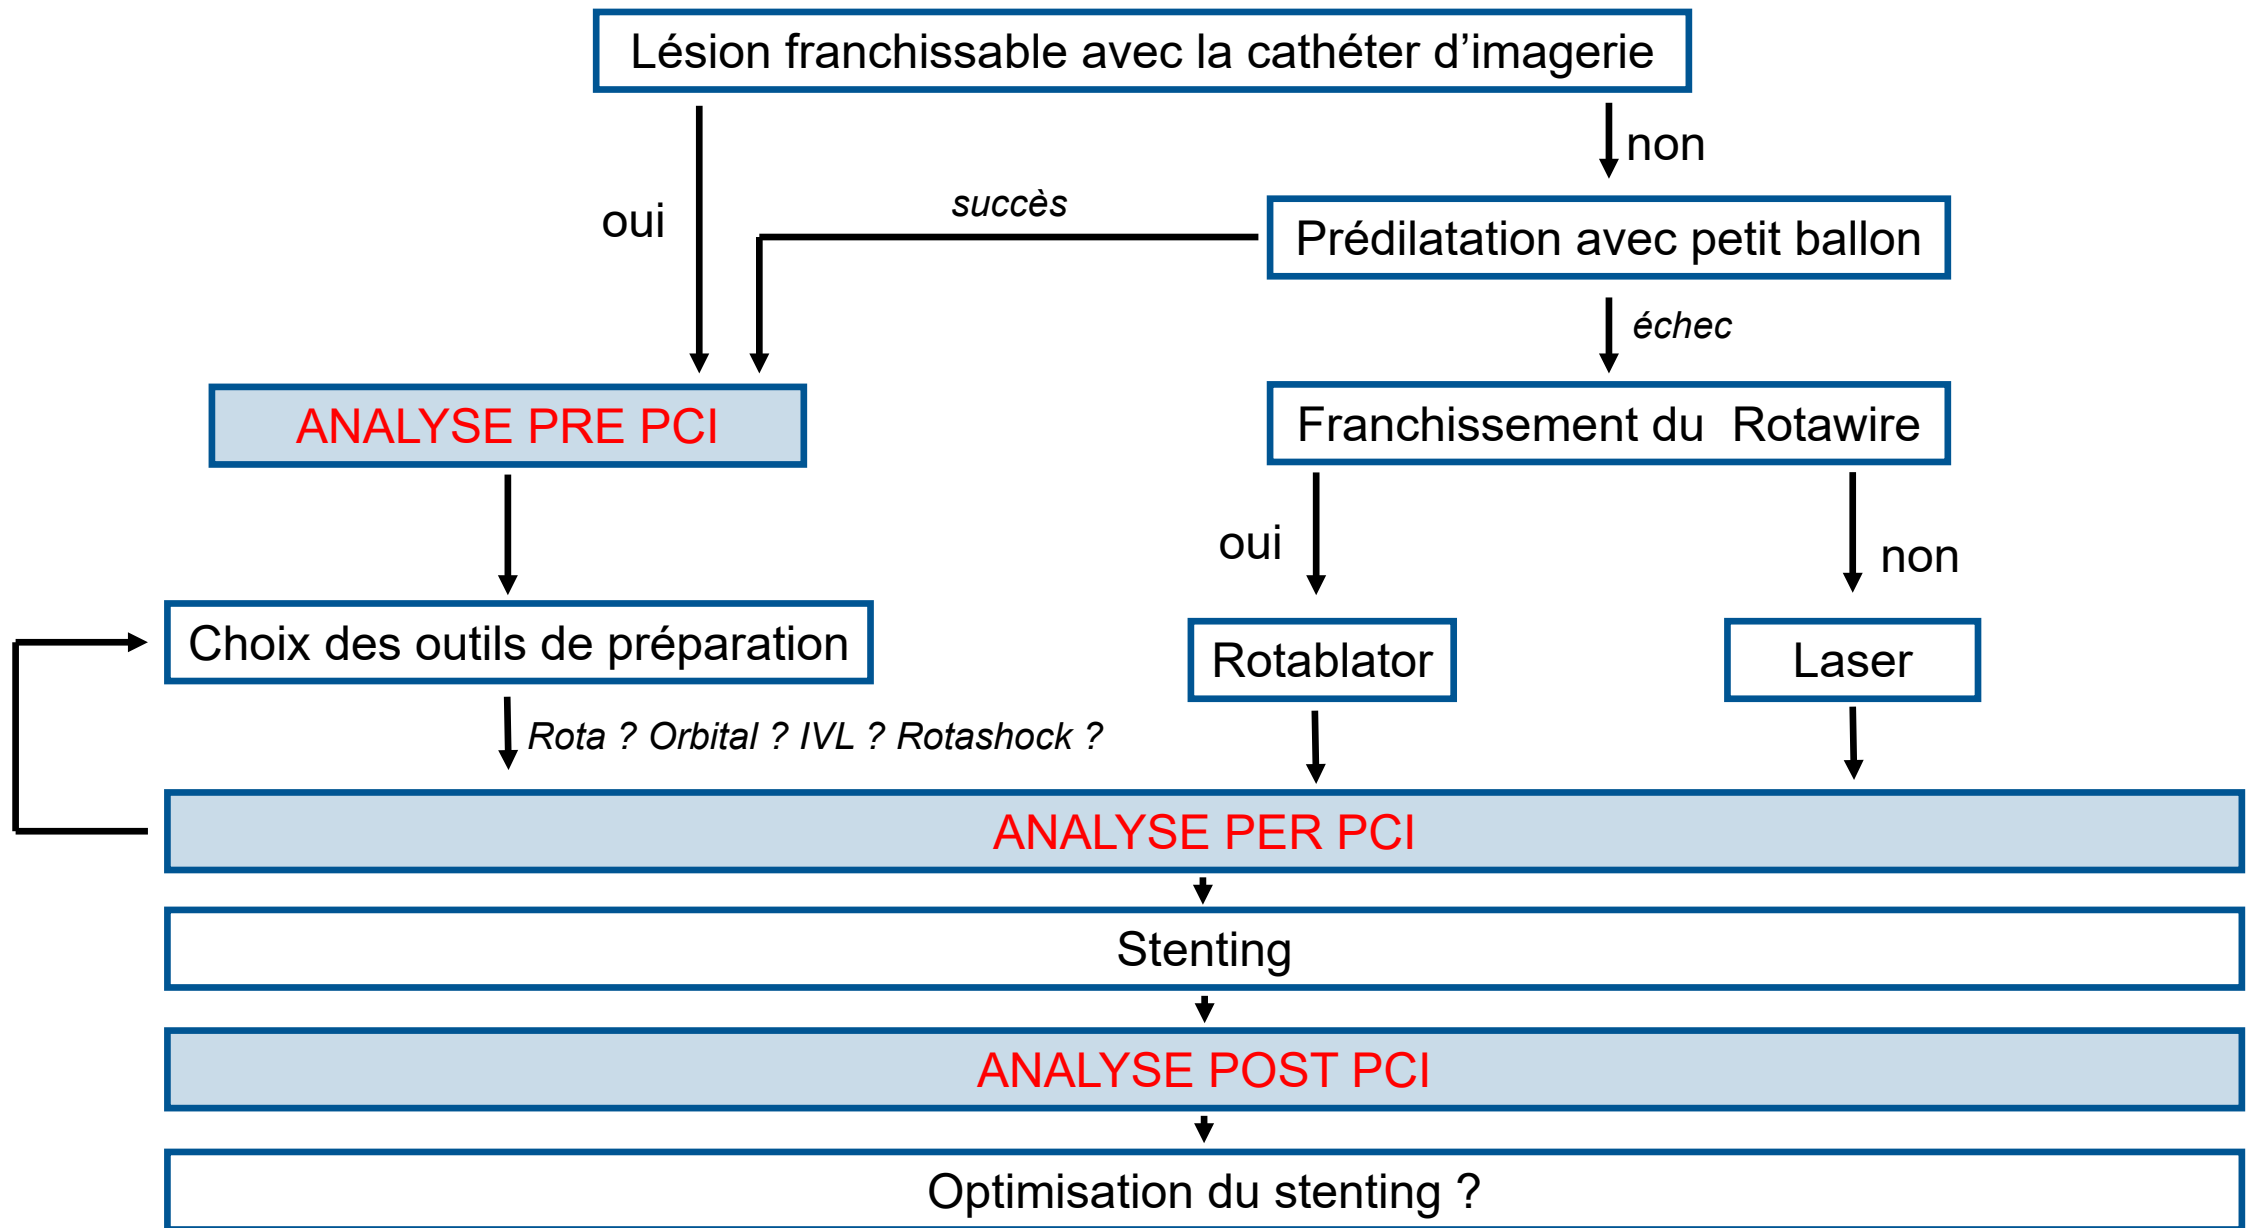 Lésion franchissable avec la cathéter d’imagerie
non
oui
succès
Prédilatation avec petit ballon
échec
ANALYSE PRE PCI
Franchissement du  Rotawire
oui
non
Choix des outils de préparation
Rotablator
Laser
Rota ? Orbital ? IVL ? Rotashock ?
ANALYSE PER PCI
Stenting
ANALYSE POST PCI
Optimisation du stenting ?